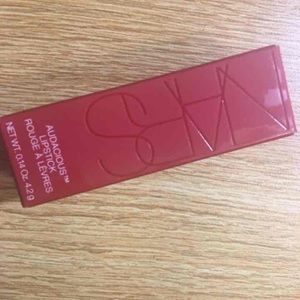 NARS
AUDACIOUS™
LIPSTICK
ROUGE À LÈVRES
NET WT. 0.14 Oz. 4.2 g